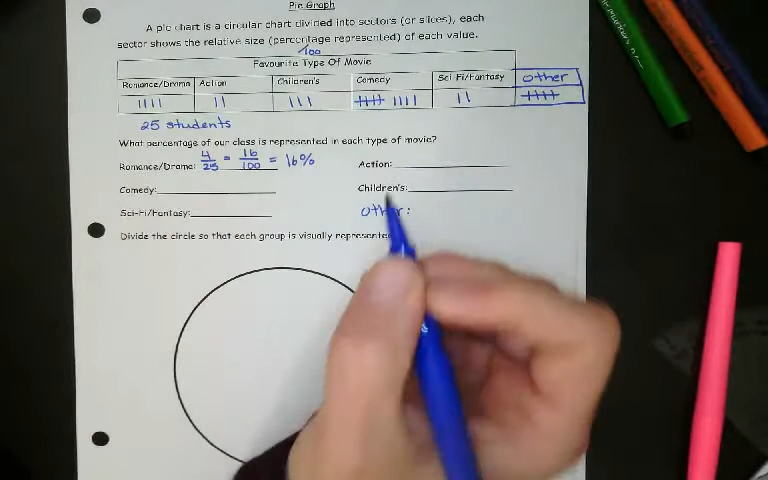 Pie Graph
A pie chart is a circular chart divided into sectors (or slices), each
sector shows the relative size (percentage represented) of each value.
/100
Favourite Type Of Movie
Romance/Drama Action Children's Comedy Sci Fi/Fantasy other
25 students
What percentage of our class is represented in each type of movie?
Romance/Drama: 4/25 = 16/100 = 16% Action:
Comedy: Children's:
Sci-Fi/Fantasy: other:
Divide the circle so that each group is visually represented